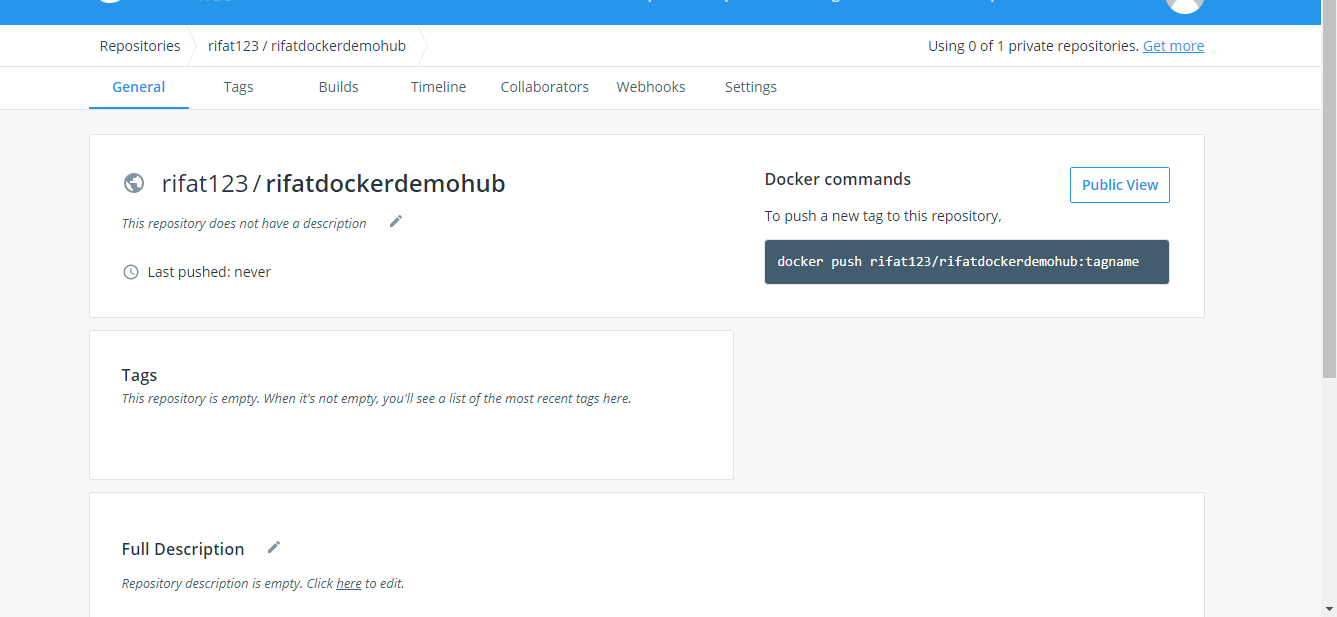 Repositories rifat123 / rifatdockerdemohub Using 0 of 1 private repositories. Get more
General Tags Builds Timeline Collaborators Webhooks Settings
rifat123 / rifatdockerdemohub
This repository does not have a description
Last pushed: never
Docker commands
Public View
To push a new tag to this repository,
docker push rifat123/rifatdockerdemohub:tagname
Tags
This repository is empty. When it's not empty, you'll see a list of the most recent tags here.
Full Description
Repository description is empty. Click here to edit.